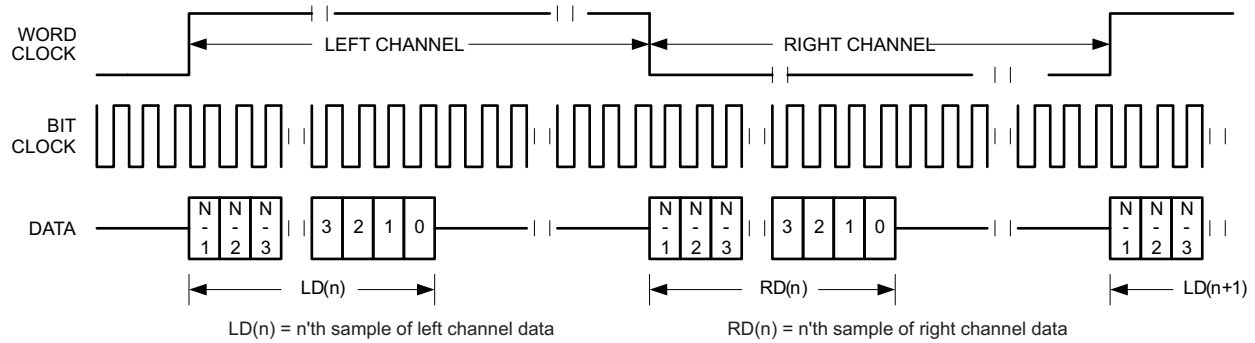 WORD
CLOCK
LEFT CHANNEL
RIGHT CHANNEL
BIT
CLOCK
DATA
N-1 N-2 N-3 3 2 1 0 N-1 N-2 N-3 3 2 1 0 N-1 N-2 N-3
LD(n) RD(n) LD(n+1)
LD(n) = n'th sample of left channel data
RD(n) = n'th sample of right channel data